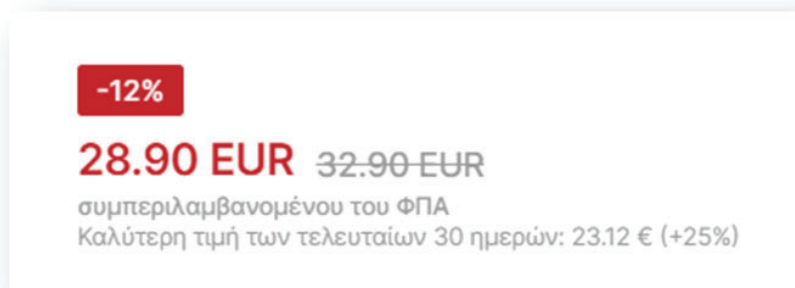 -12%
28.90 EUR 32.90 EUR
συμπεριλαμβανομένου του ΦΠΑ
Καλύτερη τιμή των τελευταίων 30 ημερών: 23.12 € (+25%)